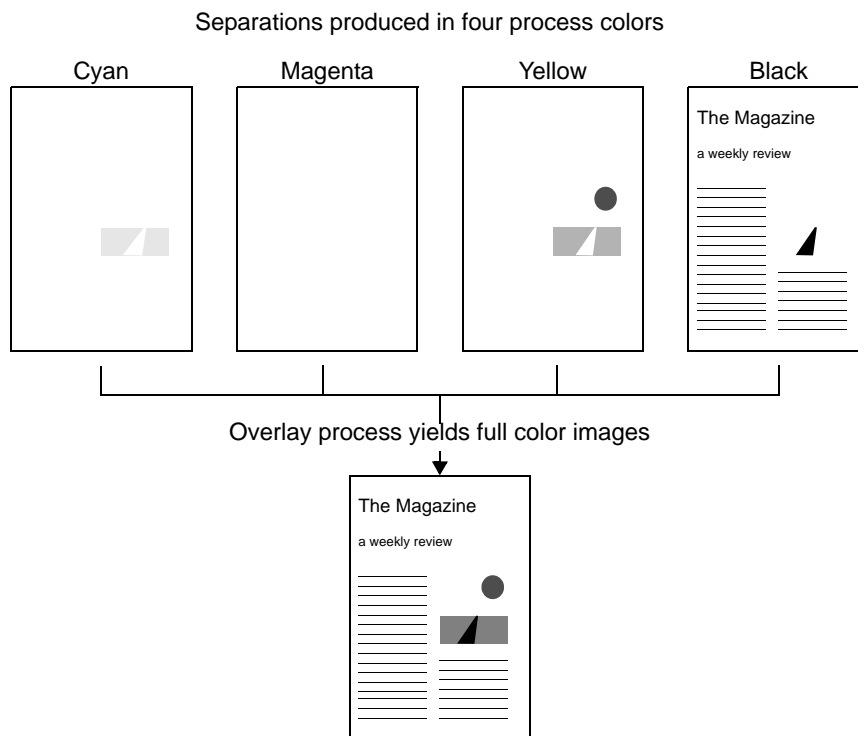 Separations produced in four process colors
Cyan
Magenta
Yellow
Black
The Magazine
a weekly review
Overlay process yields full color images
The Magazine
a weekly review